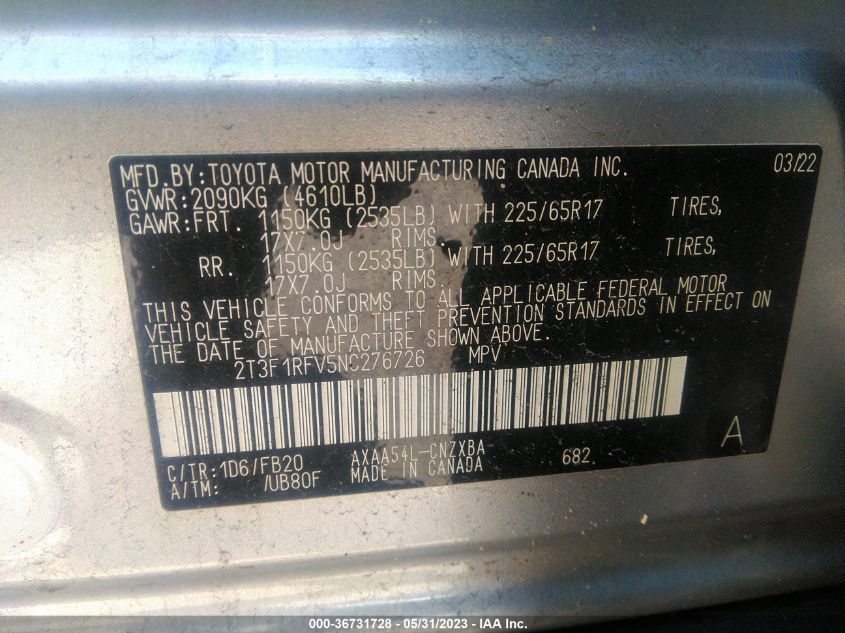 MFD.BY:TOYOTA MOTOR MANUFACTURING CANADA INC. 03/22
GVWR:2090KG (4610LB)
GAWR:FRT. 1150KG (2535LB) WITH 225/65R17 TIRES,
17X7.0J RIMS,
RR. 1150KG (2535LB) WITH 225/65R17 TIRES,
17X7.0J RIMS.
THIS VEHICLE CONFORMS TO ALL APPLICABLE FEDERAL MOTOR
VEHICLE SAFETY AND THEFT PREVENTION STANDARDS IN EFFECT ON
THE DATE OF MANUFACTURE SHOWN ABOVE.
2T3F1RFV5NC276726 MPV
C/TR:1D6/FB20 AXAA54L-CNZXBA 682
A/TM: /UB80F MADE IN CANADA
A
000-36731728 - 05/31/2023 - IAA Inc.